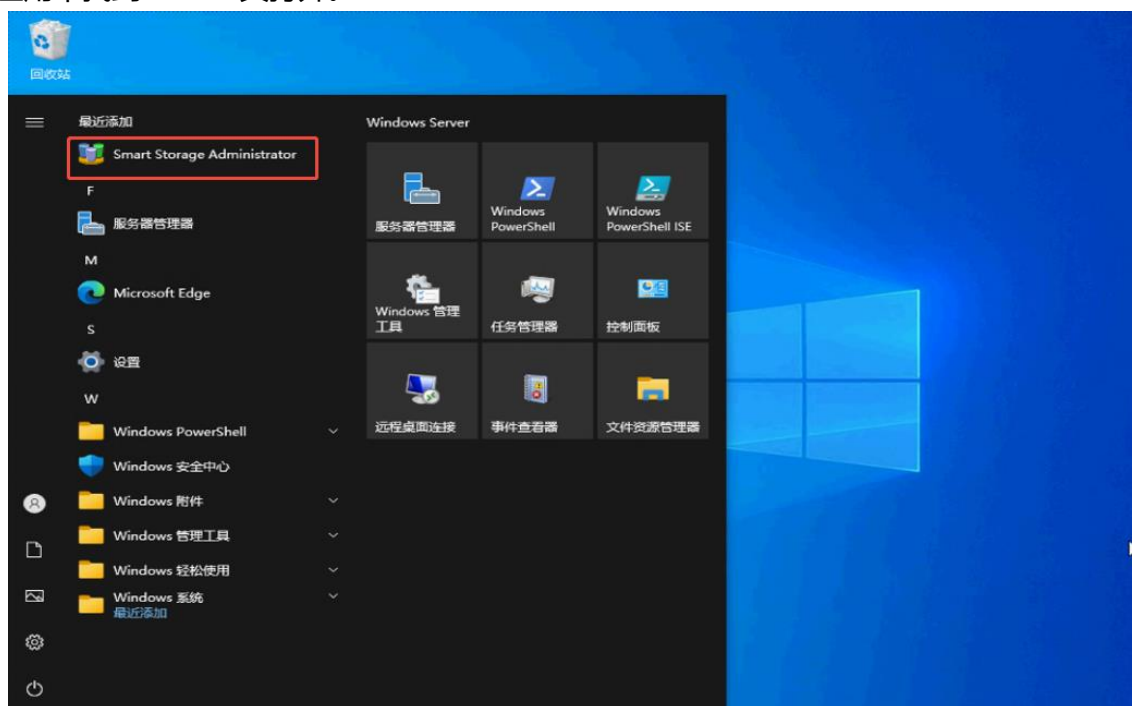 回收站
最近添加
Smart Storage Administrator
F
服务器管理器
M
Microsoft Edge
S
设置
W
Windows PowerShell
Windows 安全中心
Windows 附件
Windows 管理工具
Windows 轻松使用
Windows 系统
最近添加
Windows Server
服务器管理器
Windows
PowerShell
Windows
PowerShell ISE
Windows 管理
工具
任务管理器
控制面板
远程桌面连接
事件查看器
文件资源管理器